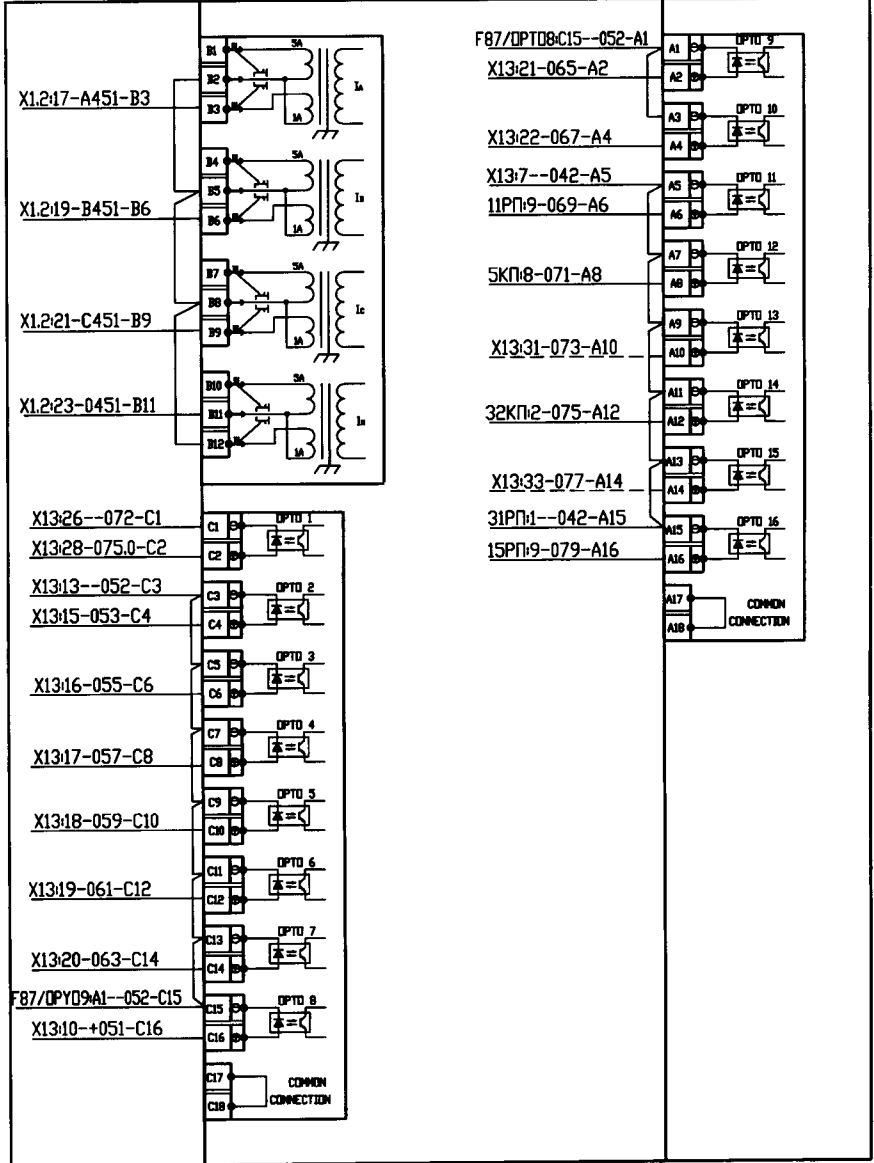 B1
5A
B2
IA
X1.2:17-A451-B3
B3
1A
B4
5A
B5
IB
X1.2:19-B451-B6
B6
1A
B7
5A
B8
IC
X1.2:21-C451-B9
B9
1A
B10
5A
X1.2:23-0451-B11
B11
IN
B12
1A
X13:26--072-C1
C1
OPTO 1
X13:28-075.0-C2
C2
X13:13--052-C3
C3
OPTO 2
X13:15-053-C4
C4
C5
OPTO 3
X13:16-055-C6
C6
C7
OPTO 4
X13:17-057-C8
C8
C9
OPTO 5
X13:18-059-C10
C10
C11
OPTO 6
X13:19-061-C12
C12
C13
OPTO 7
X13:20-063-C14
C14
F87/OPYO9:A1--052-C15
C15
OPTO 8
X13:10-+051-C16
C16
C17
COMMON
CONNECTION
C18
F87/OPTO8:C15--052-A1
A1
OPTO 9
X13:21-065-A2
A2
A3
OPTO 10
X13:22-067-A4
A4
X13:7--042-A5
A5
OPTO 11
11РП:9-069-A6
A6
A7
OPTO 12
5КП:8-071-A8
A8
A9
OPTO 13
X13:31-073-A10
A10
A11
OPTO 14
32КП:2-075-A12
A12
A13
OPTO 15
X13:33-077-A14
A14
31РП:1--042-A15
A15
OPTO 16
15РП:9-079-A16
A16
A17
COMMON
CONNECTION
A18